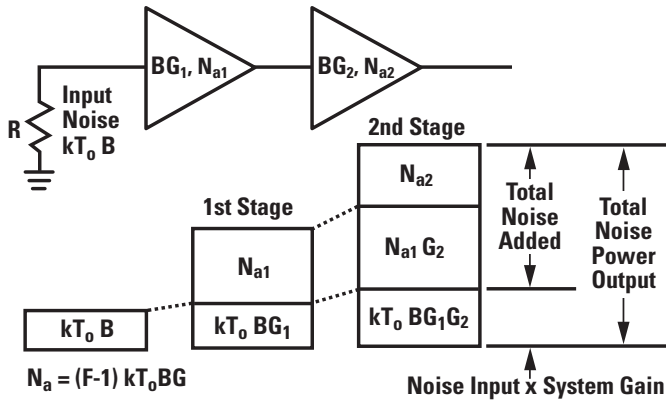 BG₁, Nₐ₁
BG₂, Nₐ₂
Input
Noise
kTₒ B
R
2nd Stage
Nₐ₂
Total
Noise
Added
Total
Noise
Power
Output
1st Stage
Nₐ₁
Nₐ₁ G₂
kTₒ B
kTₒ BG₁
kTₒ BG₁G₂
Nₐ = (F-1) kTₒBG
Noise Input x System Gain